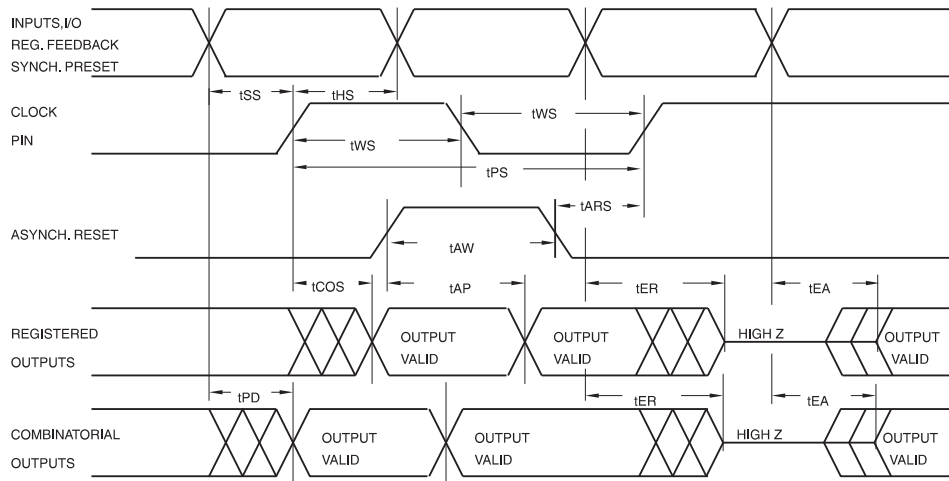 INPUTS,I/O
REG. FEEDBACK
SYNCH. PRESET
tSS
tHS
CLOCK
PIN
tWS
tWS
tPS
tARS
ASYNCH. RESET
tAW
tCOS
tAP
tER
tEA
REGISTERED
OUTPUTS
OUTPUT
VALID
OUTPUT
VALID
HIGH Z
OUTPUT
VALID
tPD
tER
tEA
COMBINATORIAL
OUTPUTS
OUTPUT
VALID
OUTPUT
VALID
HIGH Z
OUTPUT
VALID